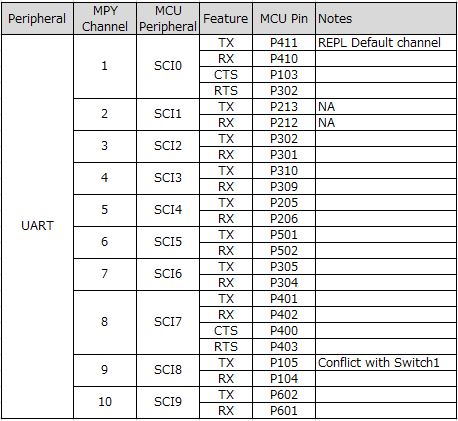 Peripheral MPY Channel MCU Peripheral Feature MCU Pin Notes
UART 1 SCI0 TX P411 REPL Default channel
RX P410
CTS P103
RTS P302
2 SCI1 TX P213 NA
RX P212 NA
3 SCI2 TX P302
RX P301
4 SCI3 TX P310
RX P309
5 SCI4 TX P205
RX P206
6 SCI5 TX P501
RX P502
7 SCI6 TX P305
RX P304
8 SCI7 TX P401
RX P402
CTS P400
RTS P403
9 SCI8 TX P105 Conflict with Switch1
RX P104
10 SCI9 TX P602
RX P601